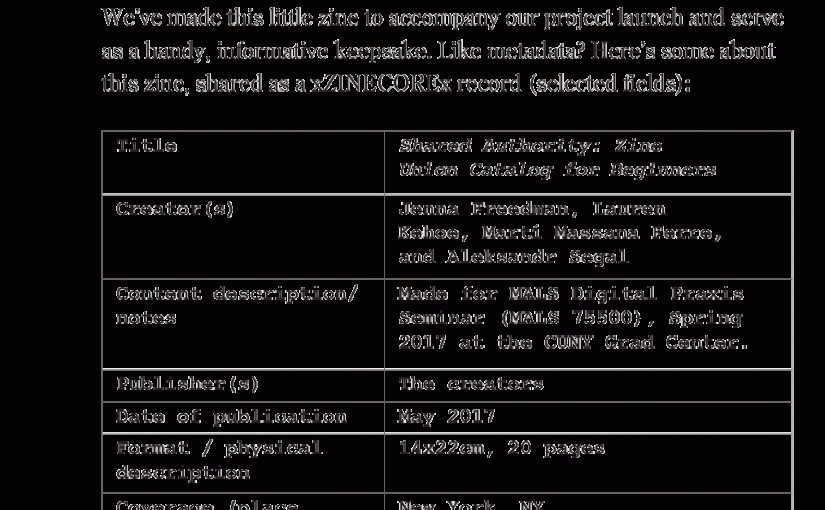 We've made this little zine to accompany our project launch and serve
as a handy, informative keepsake. Like metadata? Here's some about
this zine, shared as a xZINECOREx record (selected fields):
Title
Shared Authority: Zine
Union Catalog for Beginners
Creator(s)
Jenna Freedman, Lauren
Kehoe, Marti Massana Ferre,
and Aleksandr Segal
Content description/
notes
Made for MALS Digital Praxis
Seminar (MALS 75500), Spring
2017 at the CUNY Grad Center.
Publisher(s)
The creators
Date of publication
May 2017
Format / physical
description
14x22cm, 20 pages
Coverage (place
New York, NY